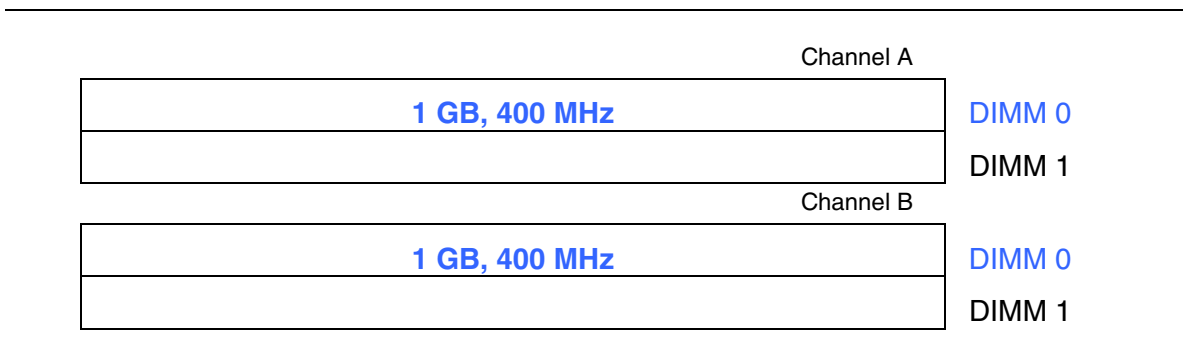 Channel A
1 GB, 400 MHz DIMM 0
DIMM 1
Channel B
1 GB, 400 MHz DIMM 0
DIMM 1